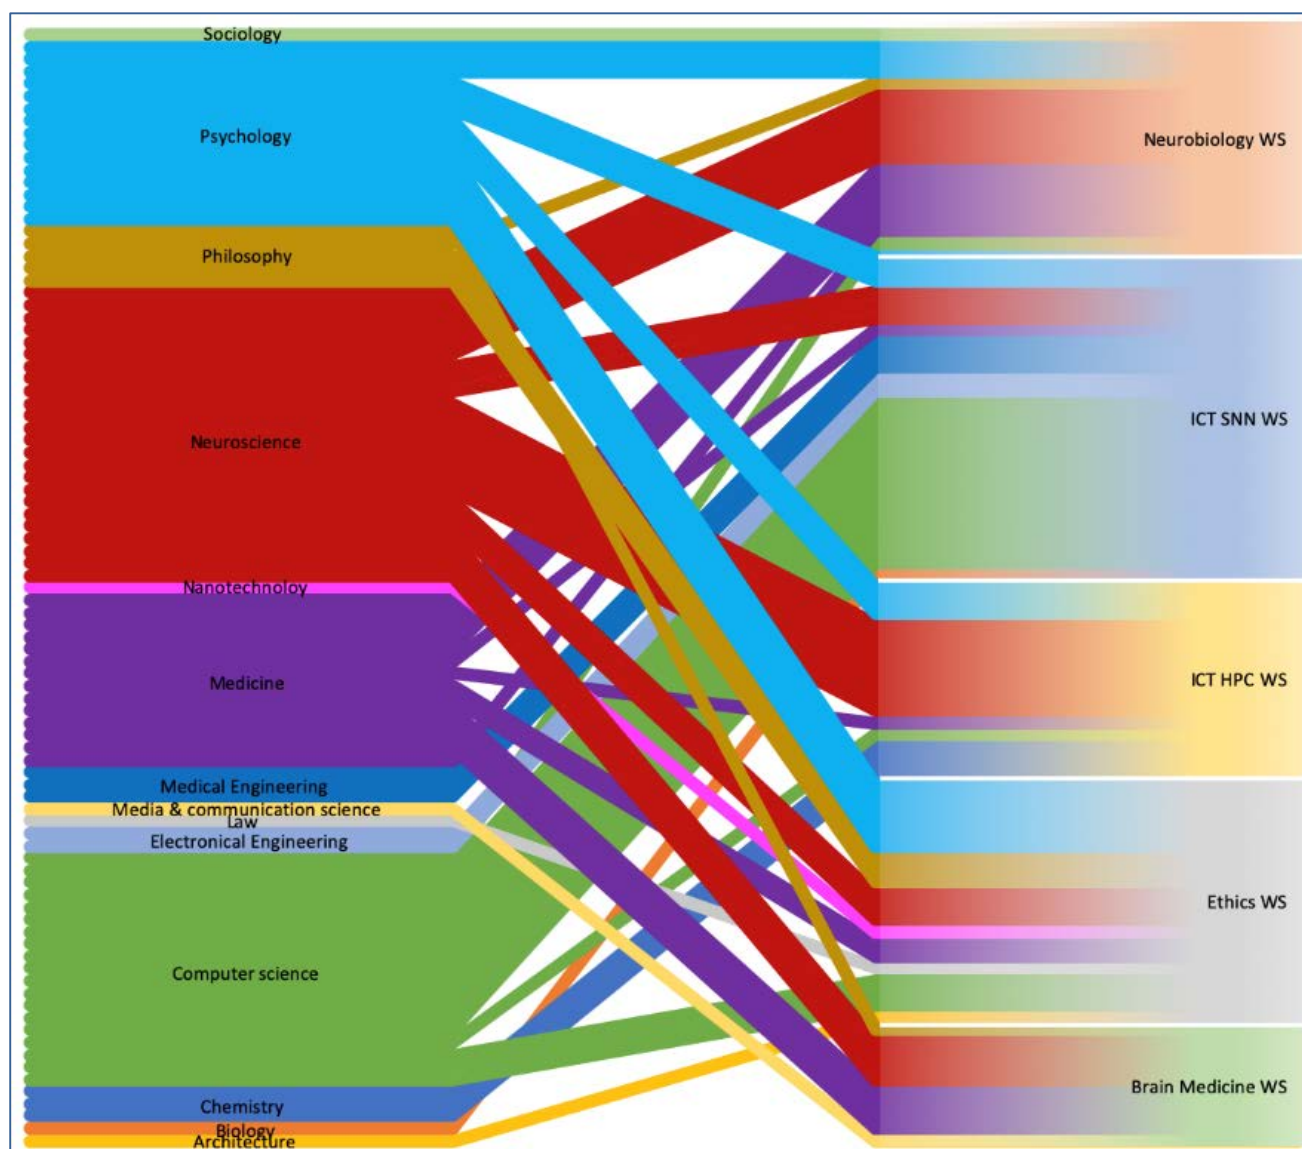 Sociology
Psychology
Philosophy
Neuroscience
Nanotechnoloy
Medicine
Medical Engineering
Media & communication science
Law
Electronical Engineering
Computer science
Chemistry
Biology
Architecture
Neurobiology WS
ICT SNN WS
ICT HPC WS
Ethics WS
Brain Medicine WS